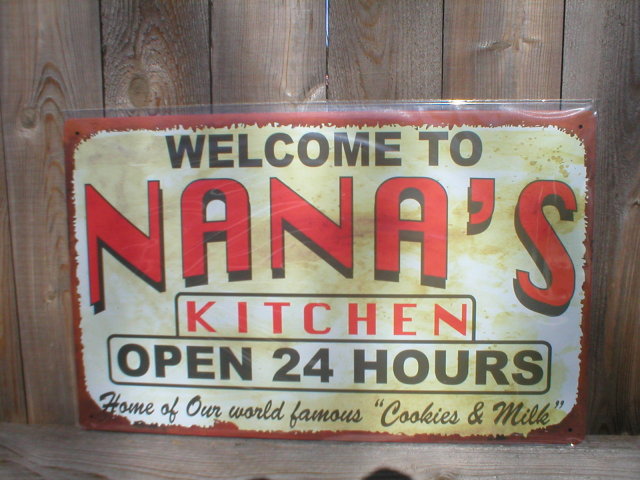 WELCOME TO
NANA'S
KITCHEN
OPEN 24 HOURS
Home of Our world famous "Cookies & Milk"